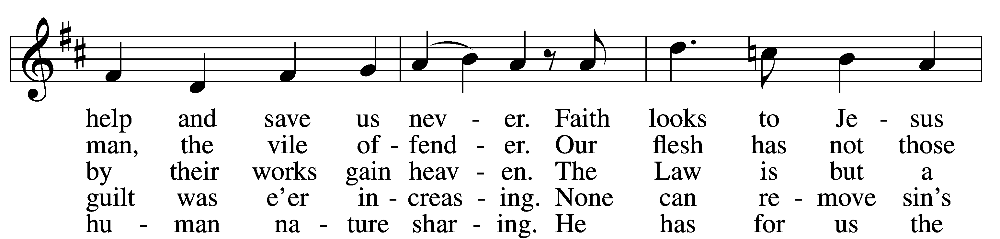 help and save us nev - er. Faith looks to Je - sus
man, the vile of - fend - er. Our flesh has not those
by their works gain heav - en. The Law is but a
guilt was e’er in - creas - ing. None can re - move sin’s
hu - man na - ture shar - ing. He has for us the